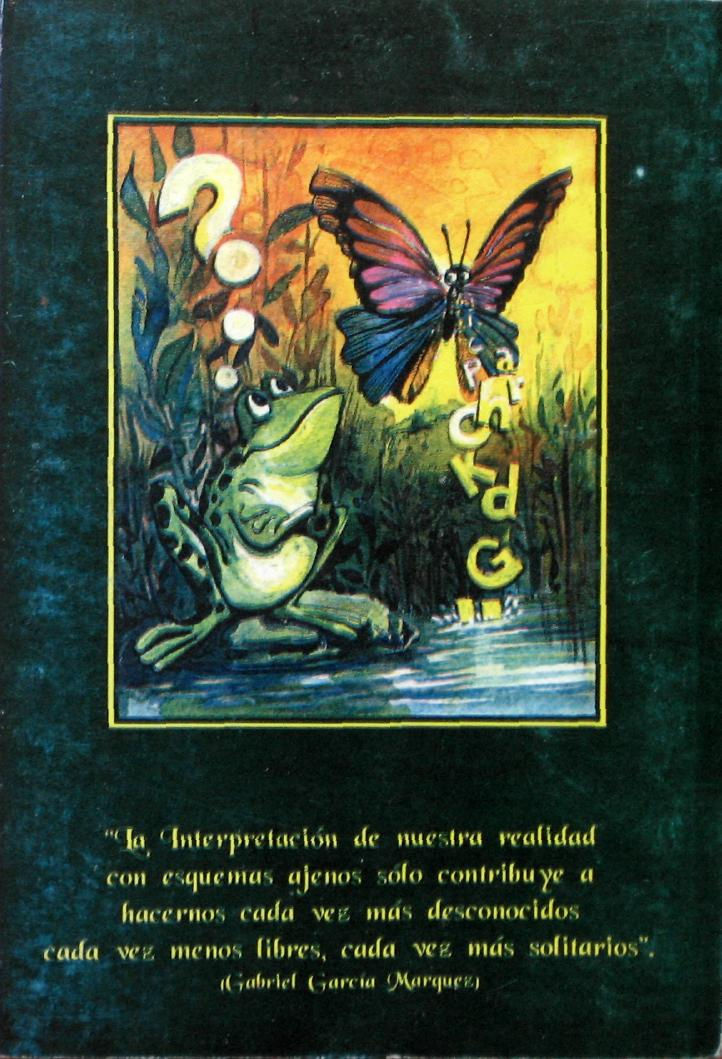 ?
a
P
H
C
K
d
G
"La Interpretación de nuestra realidad
con esquemas ajenos sólo contribuye a
hacernos cada vez más desconocidos
cada vez menos libres, cada vez más solitarios".
(Gabriel García Marquez)